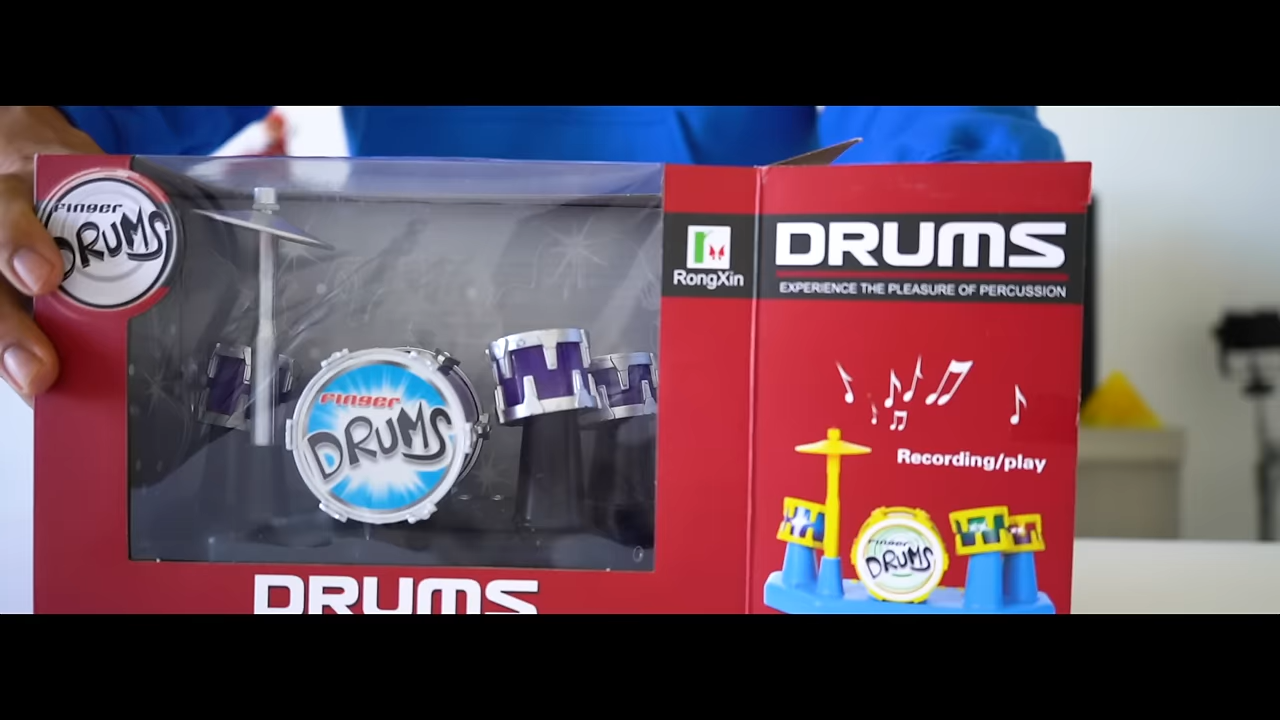 Finger
DRUMS
Finger
DRUMS
DRUMS
RongXin
DRUMS
EXPERIENCE THE PLEASURE OF PERCUSSION
Recording/play
Finger
DRUMS